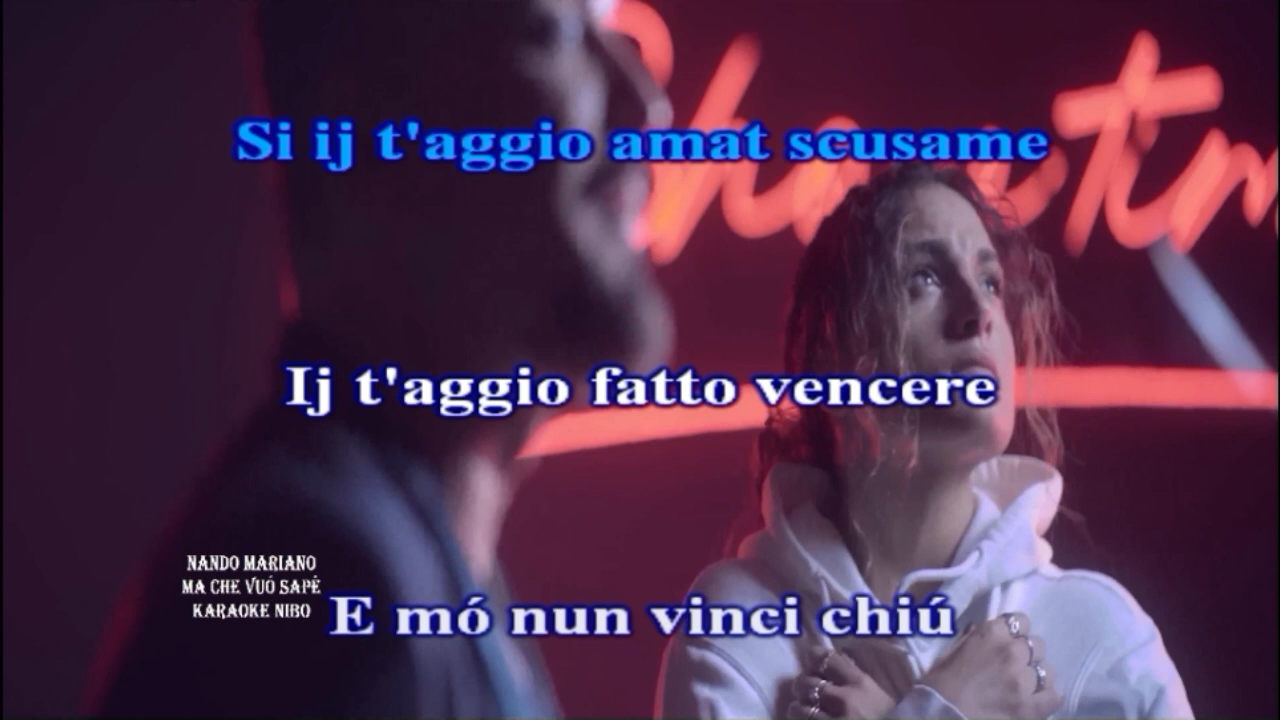 Si ij t'aggio amat scusame
Ij t'aggio fatto vencere
NANDO MARIANO
MA CHE VUÓ SAPÉ
KARAOKE NIBO
E mó nun vinci chiú